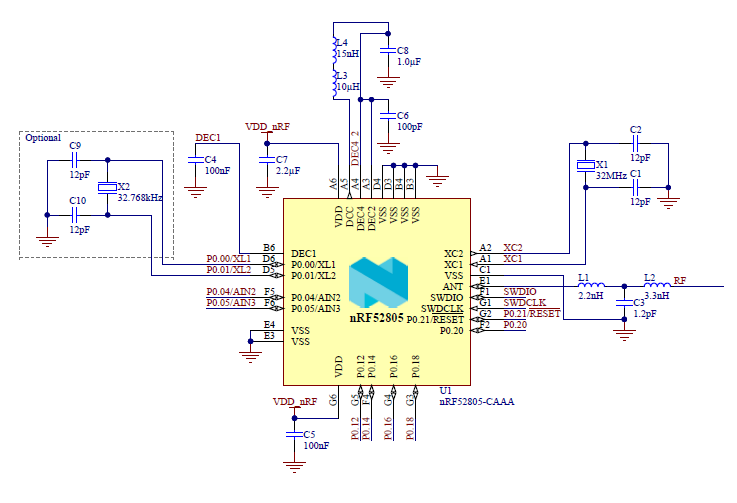 L4
15nH
L3
10µH
C8
1.0µF
C6
100pF
DEC4_2
Optional
C9
12pF
X2
32.768kHz
C10
12pF
DEC1
C4
100nF
VDD_nRF
C7
2.2µF
C2
12pF
X1
32MHz
C1
12pF
A6
A5
A4
A3
D4
D3
B4
B3
VDD
DCC
DEC4
DEC2
VSS
VSS
VSS
VSS
B6
DEC1
P0.00/XL1
D6
P0.00/XL1
P0.01/XL2
D5
P0.01/XL2
P0.04/AIN2
F5
P0.04/AIN2
P0.05/AIN3
F6
P0.05/AIN3
E4
VSS
E3
VSS
nRF52805
XC2
A2
XC2
XC1
A1
XC1
VSS
C1
ANT
E1
SWDIO
F1
SWDIO
SWDCLK
G1
SWDCLK
P0.21/RESET
G2
P0.21/RESET
P0.20
F2
P0.20
L1
2.2nH
L2
3.3nH
RF
C3
1.2pF
VDD
P0.12
P0.14
P0.16
P0.18
G6
G5
F4
G4
G3
U1
nRF52805-CAAA
VDD_nRF
C5
100nF
P0.12
P0.14
P0.16
P0.18